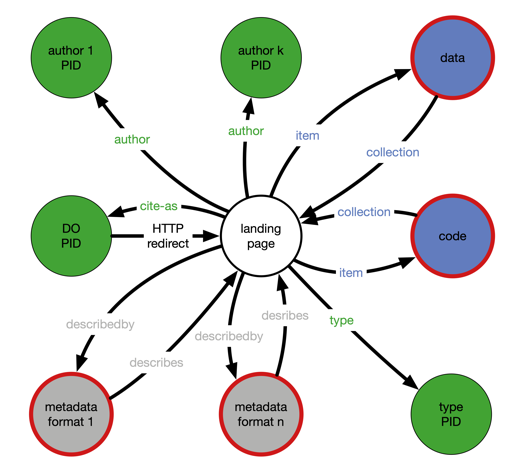 author 1
PID
author k
PID
data
author
author
item
collection
cite-as
DO
PID
HTTP
redirect
landing
page
collection
code
item
describedby
describes
describedby
desribes
type
metadata
format 1
metadata
format n
type
PID